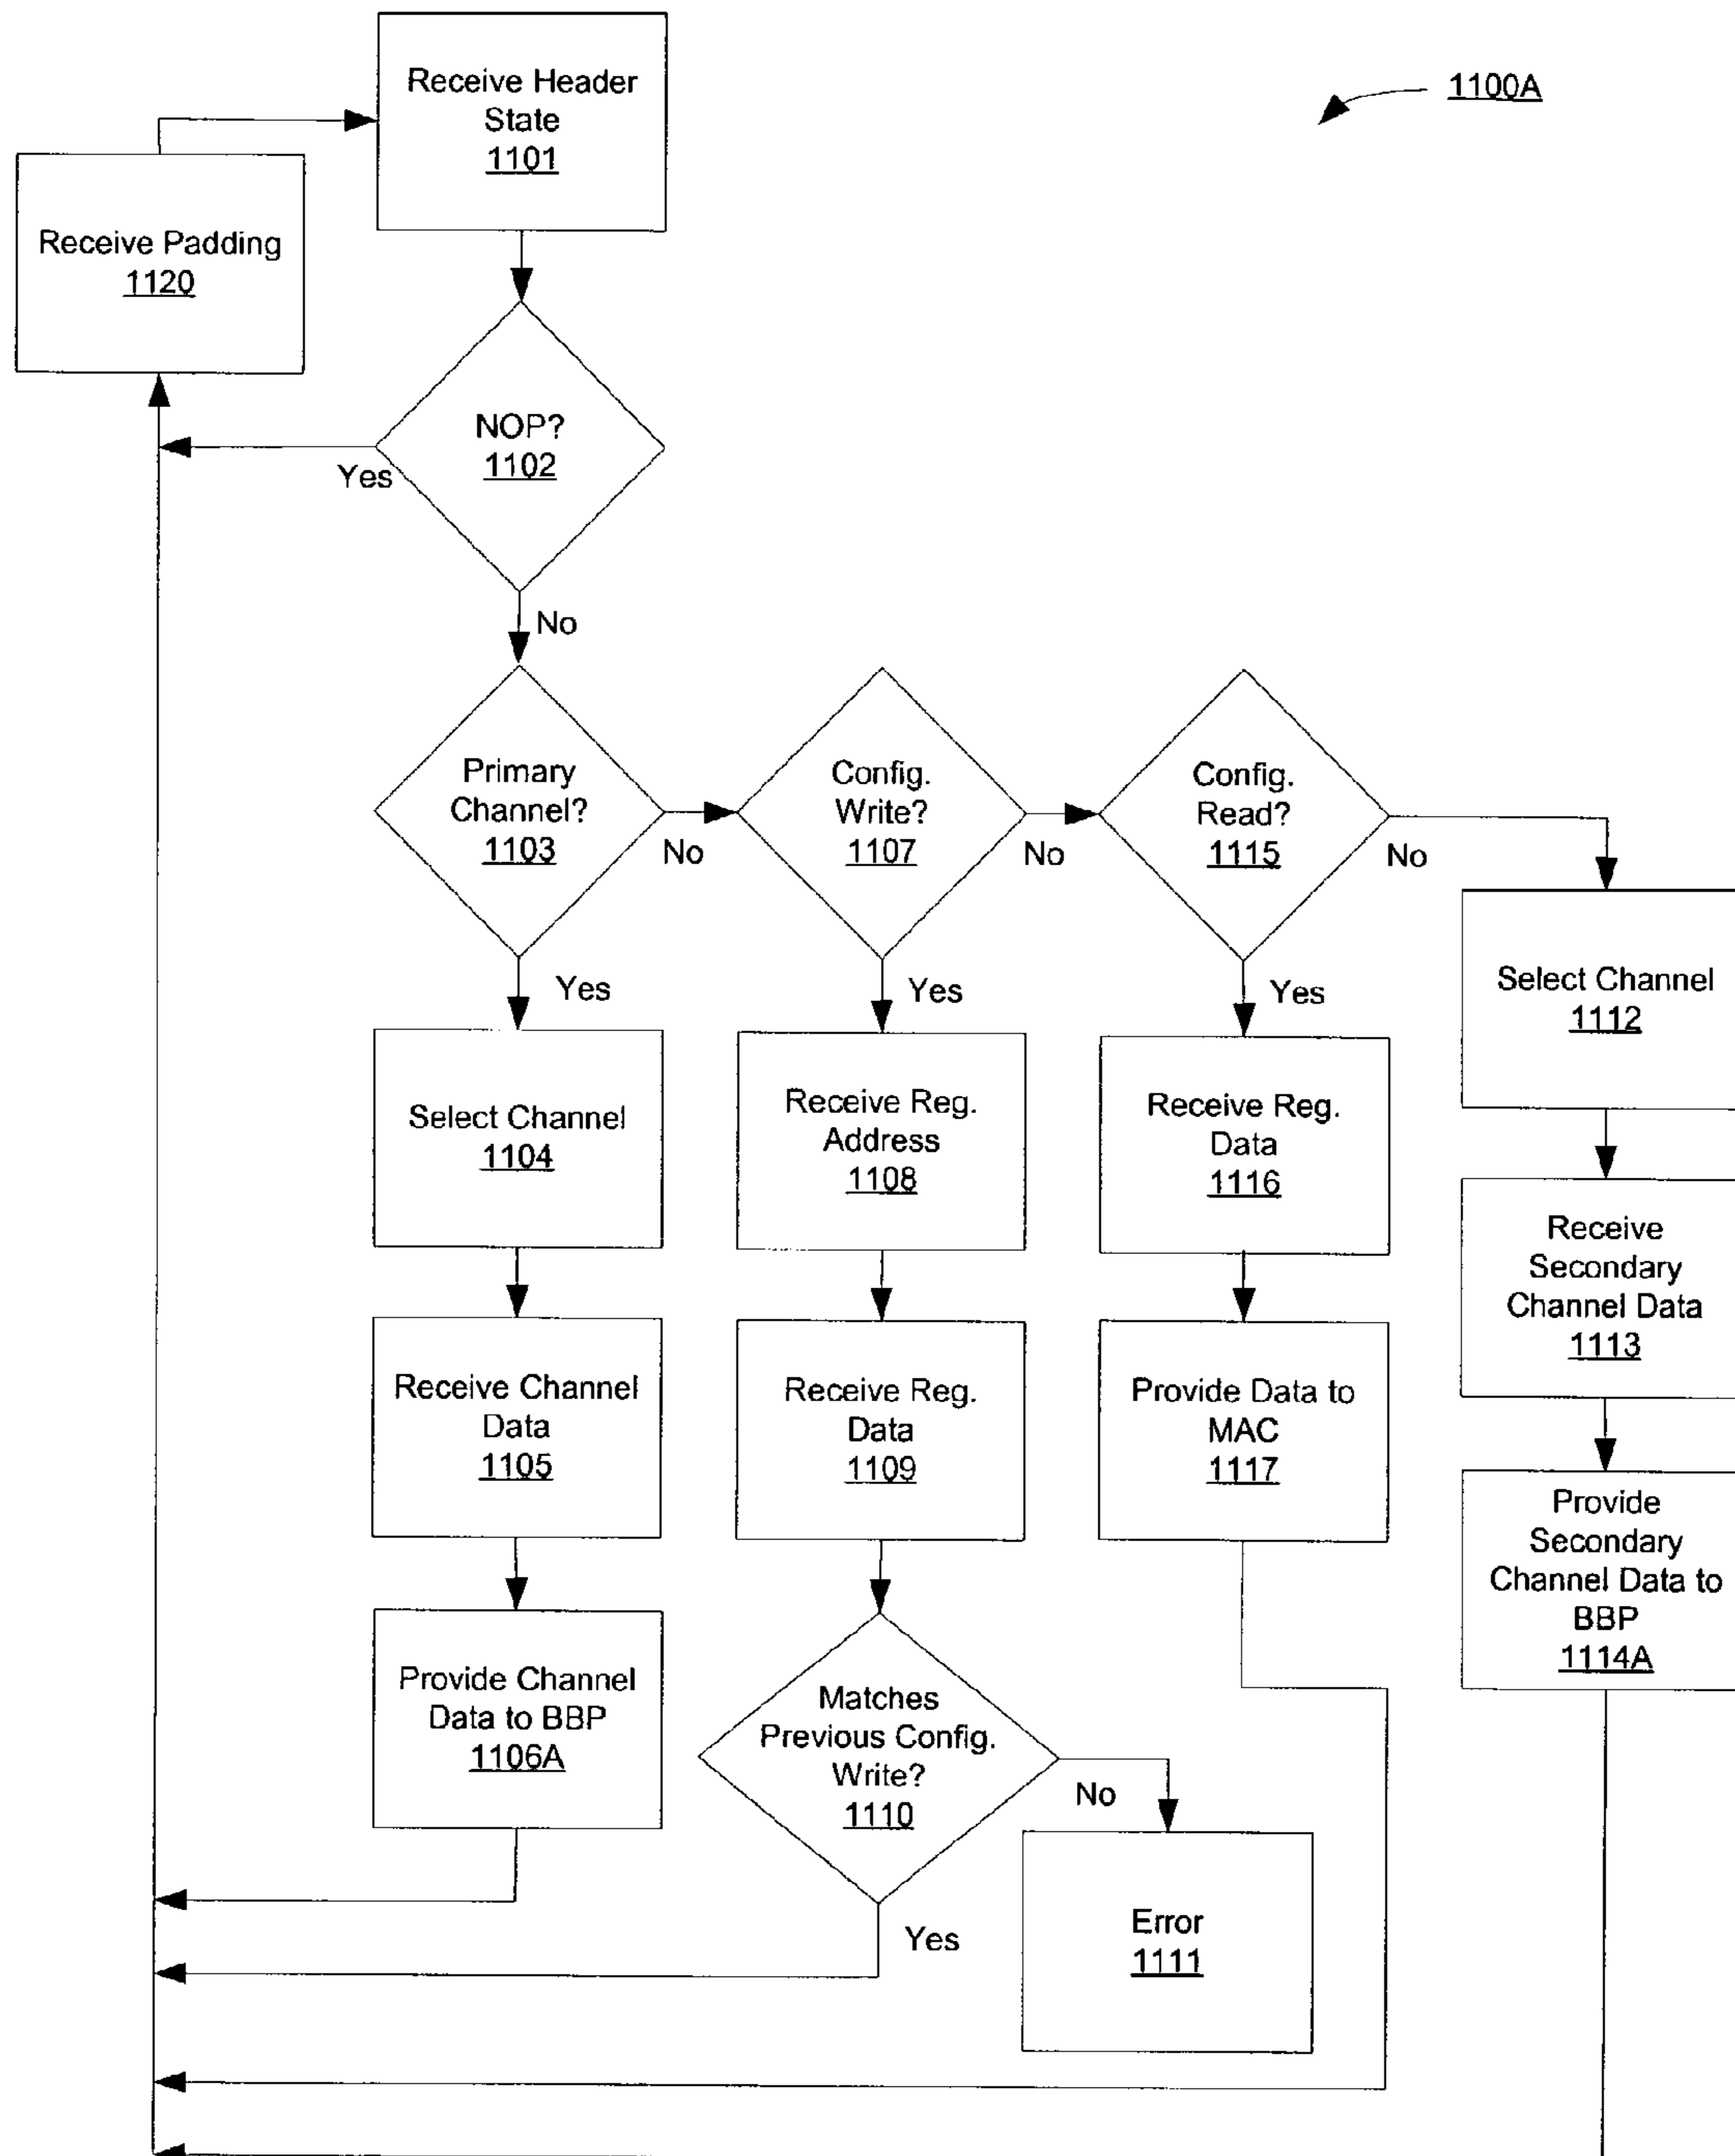 Receive Header
State
1101
1100A
Receive Padding
1120
NOP?
1102
Yes
No
Primary
Channel?
1103
No
Config.
Write?
1107
No
Config.
Read?
1115
No
Yes
Yes
Yes
Select Channel
1112
Select Channel
1104
Receive Reg.
Address
1108
Receive Reg.
Data
1116
Receive
Secondary
Channel Data
1113
Receive Channel
Data
1105
Receive Reg.
Data
1109
Provide Data to
MAC
1117
Provide
Secondary
Channel Data to
BBP
1114A
Provide Channel
Data to BBP
1106A
Matches
Previous Config.
Write?
1110
No
Yes
Error
1111